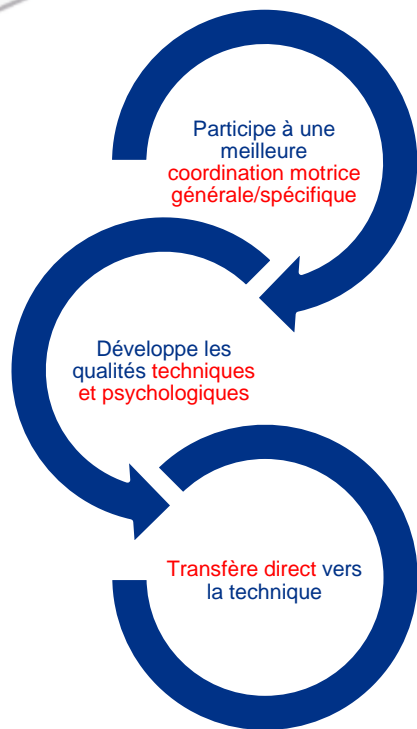 Participe à une
meilleure
coordination motrice
générale/spécifique
Développe les
qualités techniques
et psychologiques
Transfère direct vers
la technique